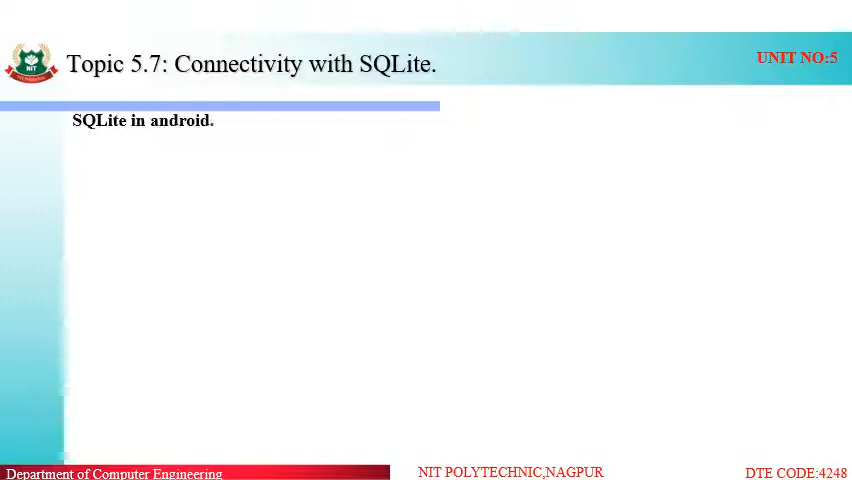 Topic 5.7: Connectivity with SQLite.
UNIT NO:5
NIT
SQLite in android.
Department of Computer Engineering
NIT POLYTECHNIC,NAGPUR
DTE CODE:4248